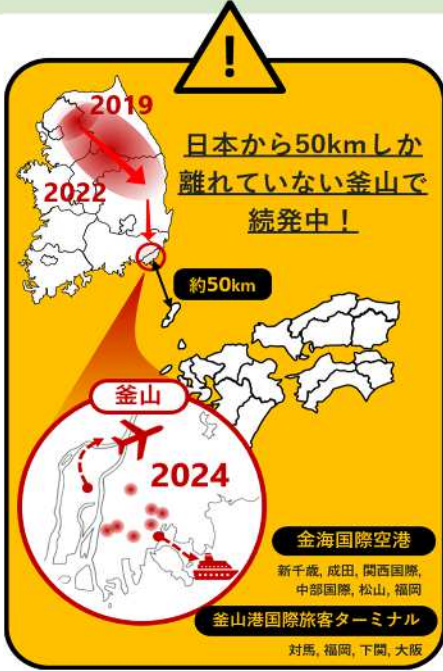 !
2019
2022
日本から50kmしか
離れていない釜山で
続発中！
約50km
釜山
2024
金海国際空港
新千歳, 成田, 関西国際,
中部国際, 松山, 福岡
釜山港国際旅客ターミナル
対馬, 福岡, 下関, 大阪